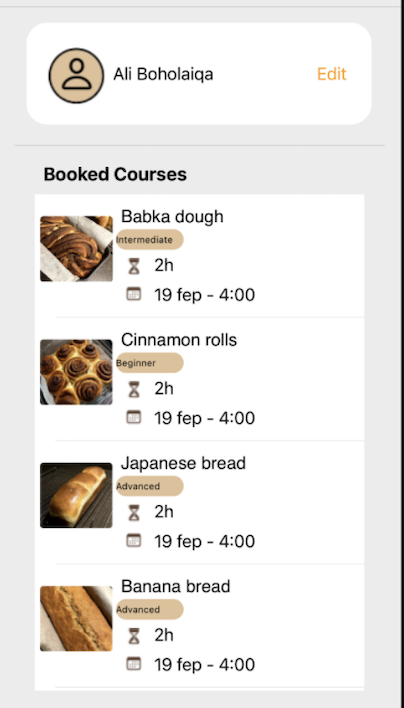 Ali Boholaiqa Edit
Booked Courses
Babka dough
Intermediate
2h
19 fep - 4:00
Cinnamon rolls
Beginner
2h
19 fep - 4:00
Japanese bread
Advanced
2h
19 fep - 4:00
Banana bread
Advanced
2h
19 fep - 4:00